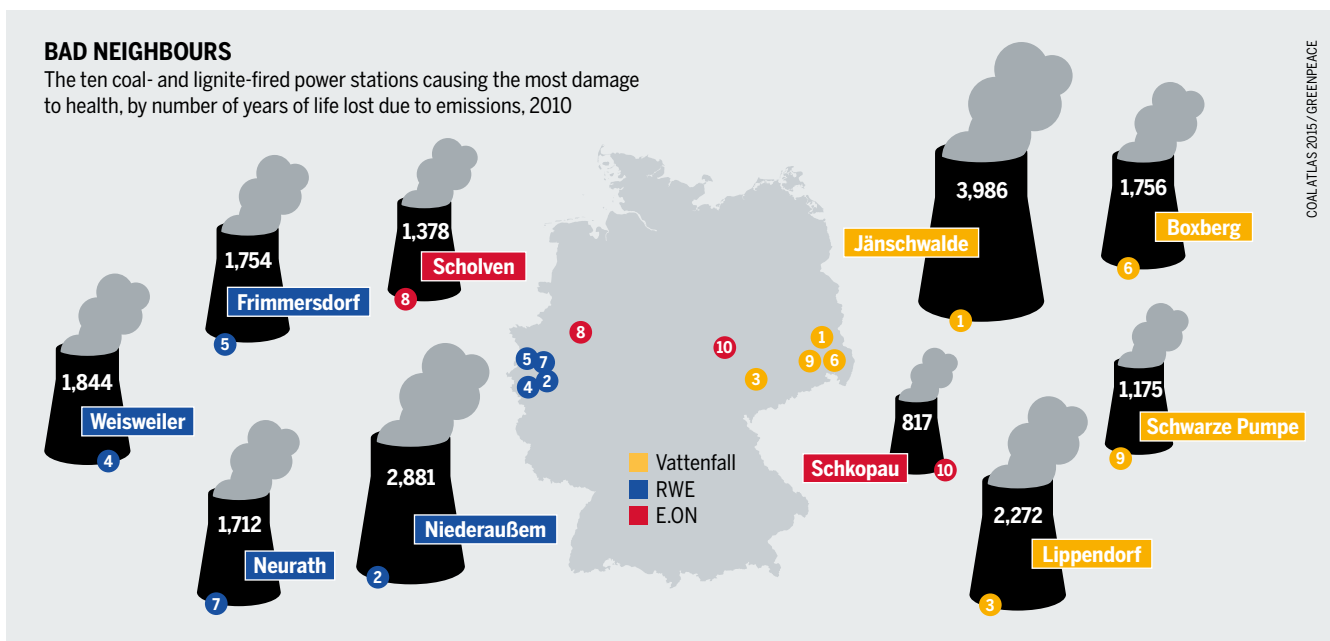 BAD NEIGHBOURS
The ten coal- and lignite-fired power stations causing the most damage
to health, by number of years of life lost due to emissions, 2010
COAL ATLAS 2015 / GREENPEACE
1,754
Frimmersdorf
5
1,378
Scholven
8
1,844
Weisweiler
4
1,712
Neurath
7
2,881
Niederaußem
2
8
5
7
4
2
10
3
1
9
6
Vattenfall
RWE
E.ON
3,986
Jänschwalde
1
1,756
Boxberg
6
817
Schkopau
10
1,175
Schwarze Pumpe
9
2,272
Lippendorf
3